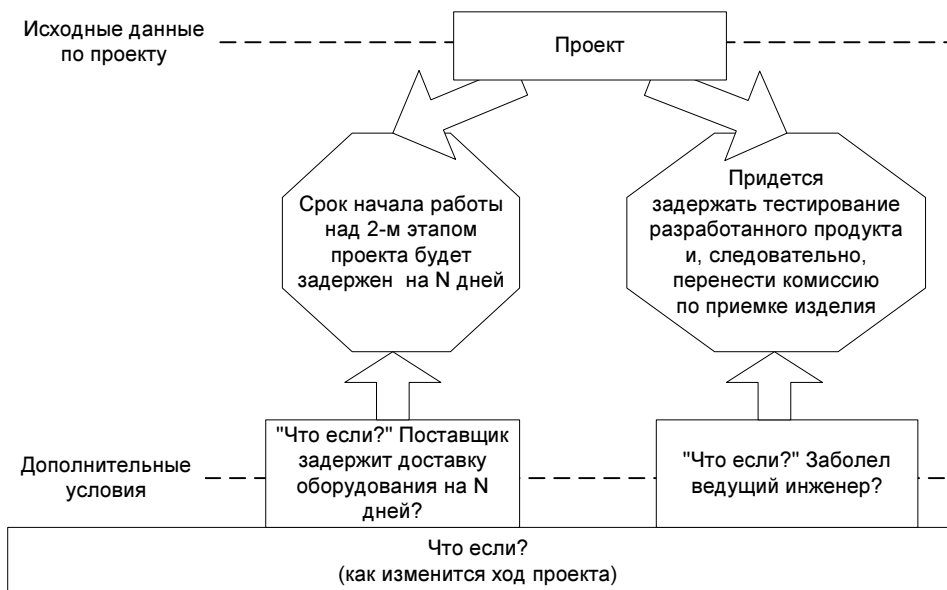 Исходные данные
по проекту
Проект
Срок начала работы
над 2-м этапом
проекта будет
задержен на N дней
Придется
задержать тестирование
разработанного продукта
и, следовательно,
перенести комиссию
по приемке изделия
Дополнительные
условия
"Что если?" Поставщик
задержит доставку
оборудования на N
дней?
"Что если?" Заболел
ведущий инженер?
Что если?
(как изменится ход проекта)